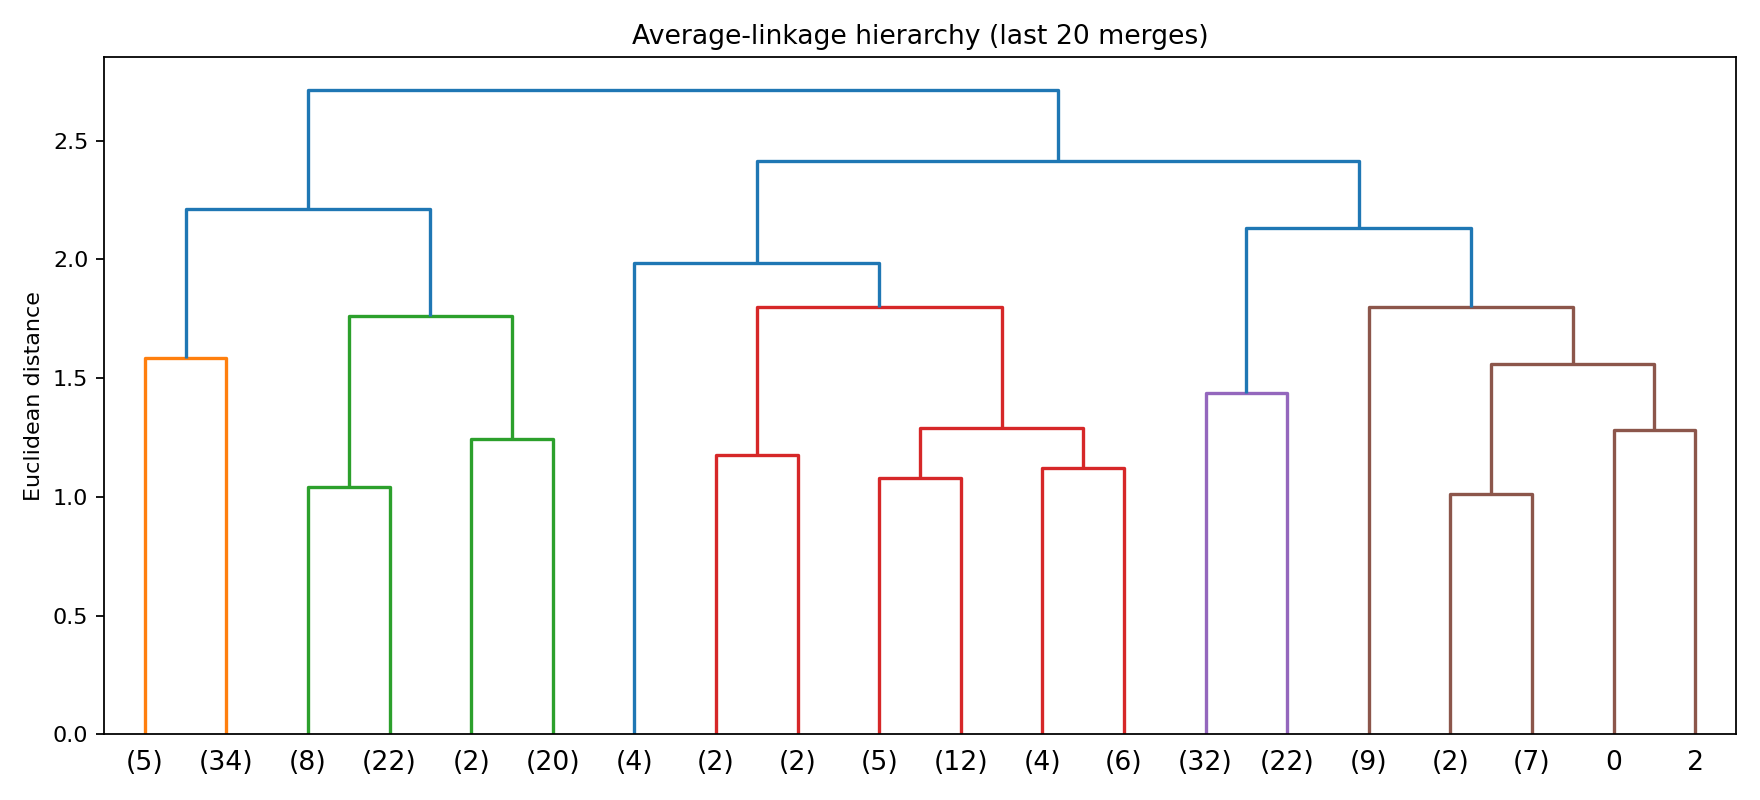 Average-linkage hierarchy (last 20 merges)
Euclidean distance
2.5
2.0
1.5
1.0
0.5
0.0
(5) (34) (8) (22) (2) (20) (4) (2) (2) (5) (12) (4) (6) (32) (22) (9) (2) (7) 0 2